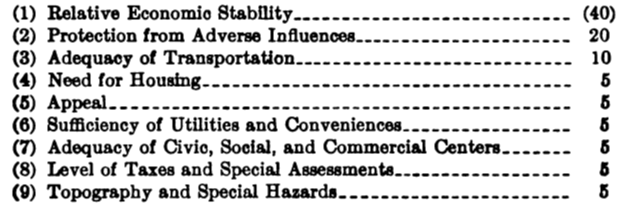 (1) Relative Economic Stability (40)
(2) Protection from Adverse Influences 20
(3) Adequacy of Transportation 10
(4) Need for Housing 5
(5) Appeal 5
(6) Sufficiency of Utilities and Conveniences 5
(7) Adequacy of Civic, Social, and Commercial Centers 5
(8) Level of Taxes and Special Assessments 5
(9) Topography and Special Hazards 5